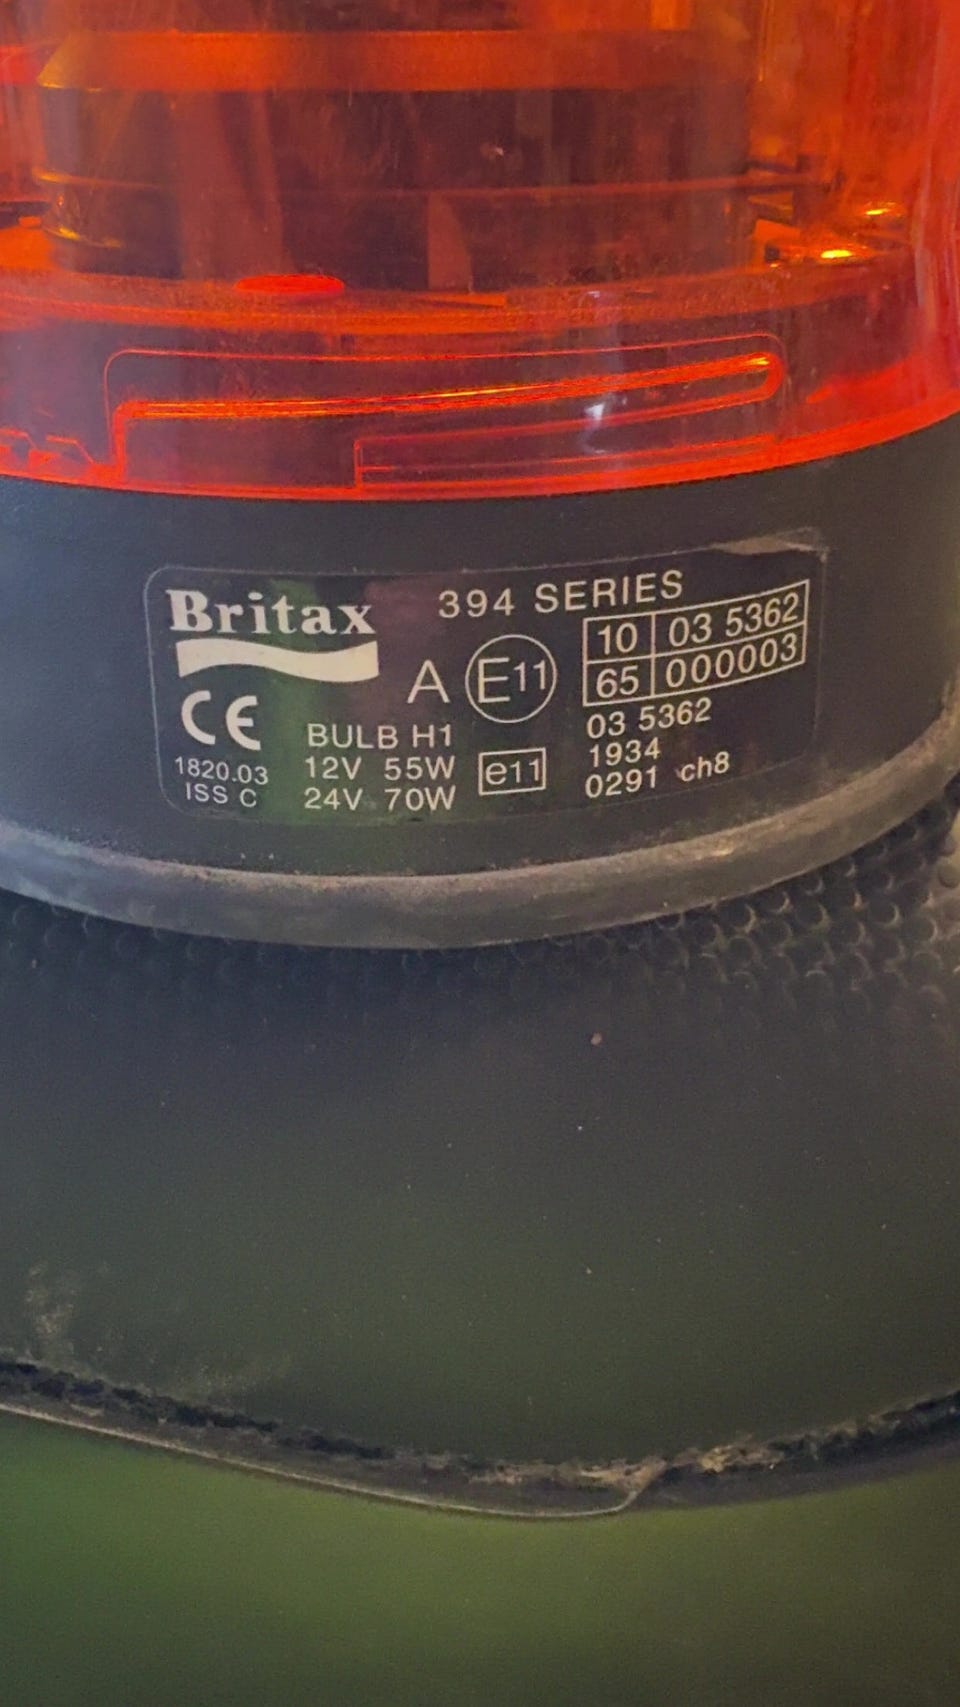 Britax
394 SERIES
A E11
10 03 5362
65 000003
CE
1820.03
ISS C
BULB H1
12V 55W
24V 70W
e11
03 5362
1934
0291 ch8